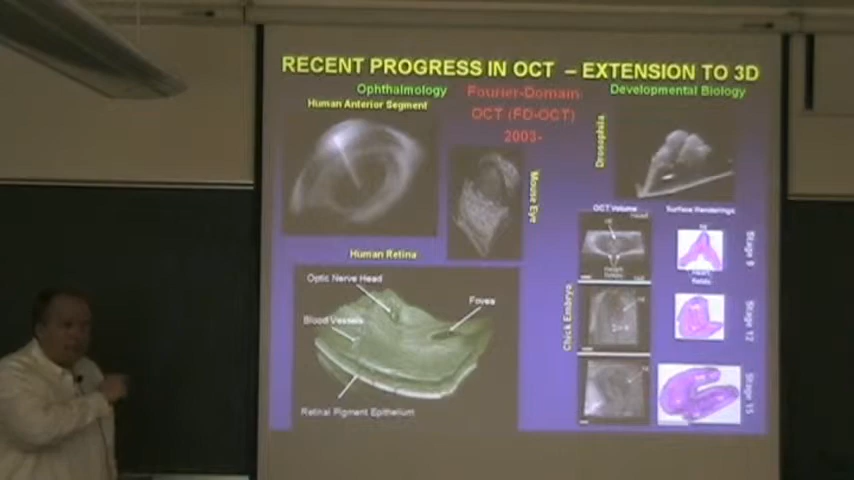 RECENT PROGRESS IN OCT – EXTENSION TO 3D
Ophthalmology
Fourier-Domain
OCT (FD-OCT)
2003-
Developmental Biology
Human Anterior Segment
Drosophila
Mouse Eye
OCT Volume
Surface Renderings
Human Retina
Optic Nerve Head
Fovea
Blood Vessels
Retinal Pigment Epithelium
Chick Embryo
Stage 9
Stage 12
Stage 15